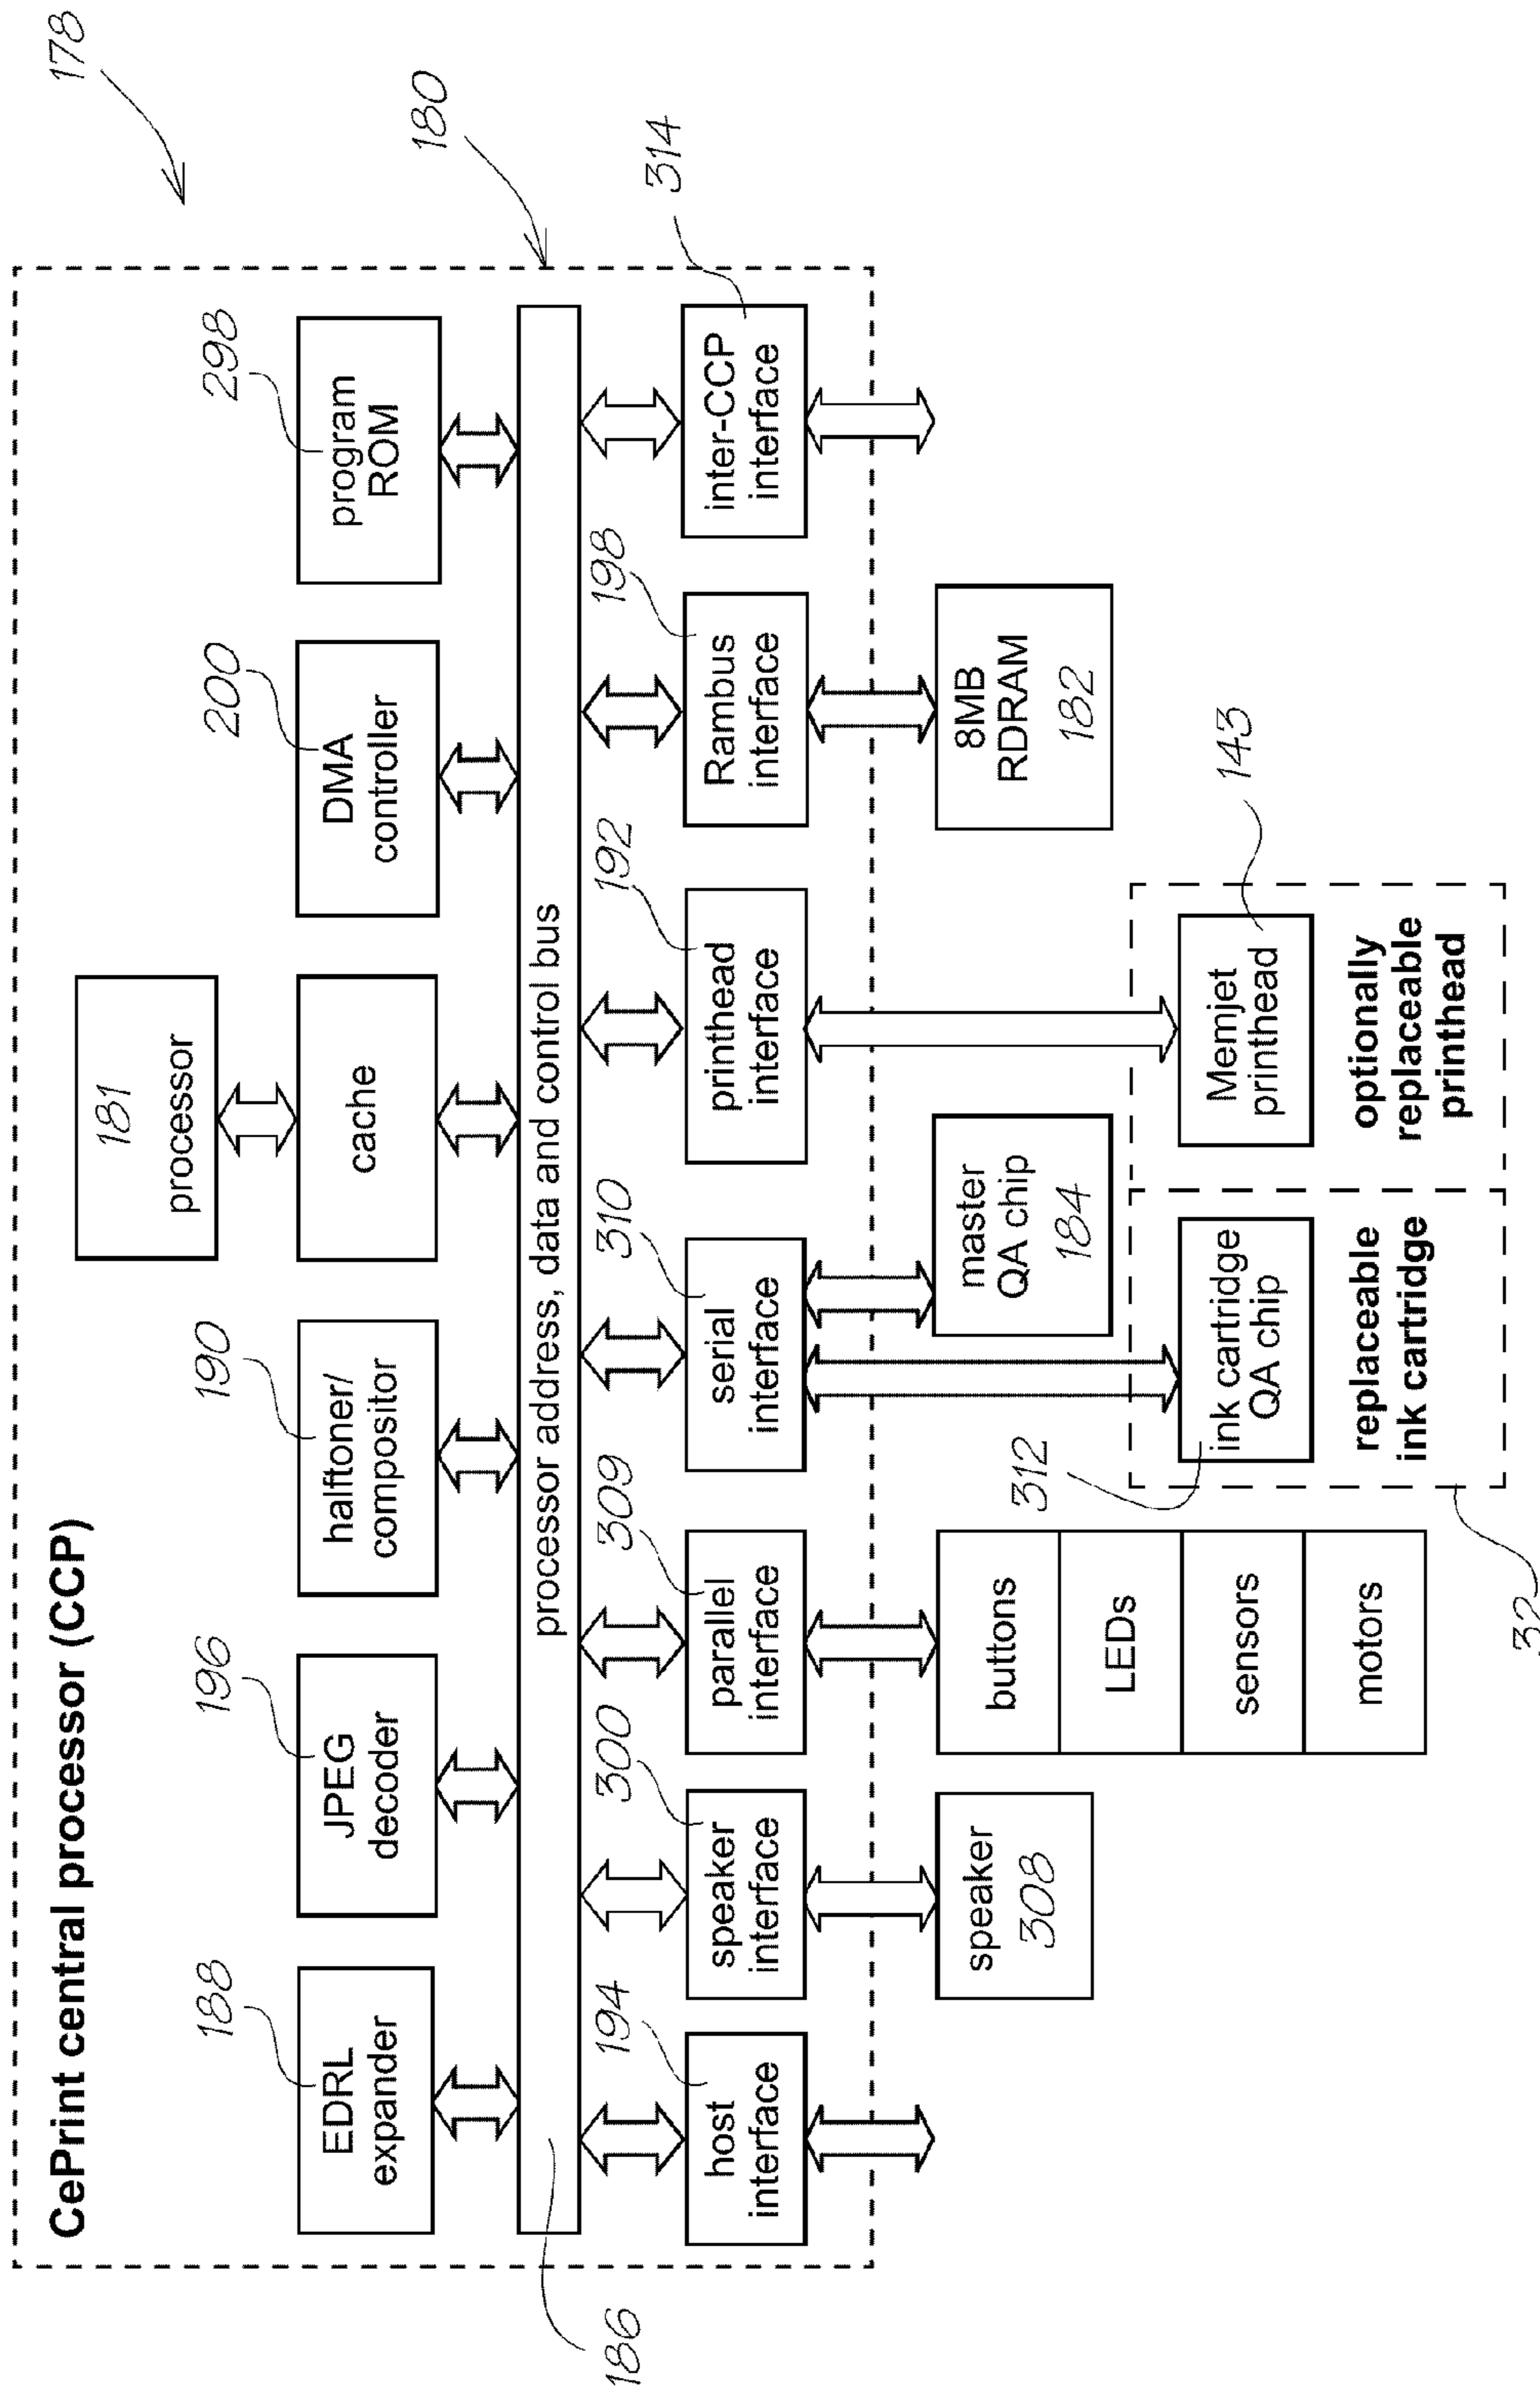 178
CePrint central processor (CCP)
181
processor
188
196
190
200
298
180
EDRL
expander
JPEG
decoder
halftoner/
compositor
cache
DMA
controller
program
ROM
processor address, data and control bus
186
194
300
309
310
192
198
314
host
interface
speaker
interface
parallel
interface
serial
interface
printhead
interface
Rambus
interface
inter-CCP
interface
speaker
308
buttons
LEDs
sensors
motors
312
master
QA chip
184
8MB
RDRAM
182
143
ink cartridge
QA chip
Memjet
printhead
replaceable
ink cartridge
optionally
replaceable
printhead
32